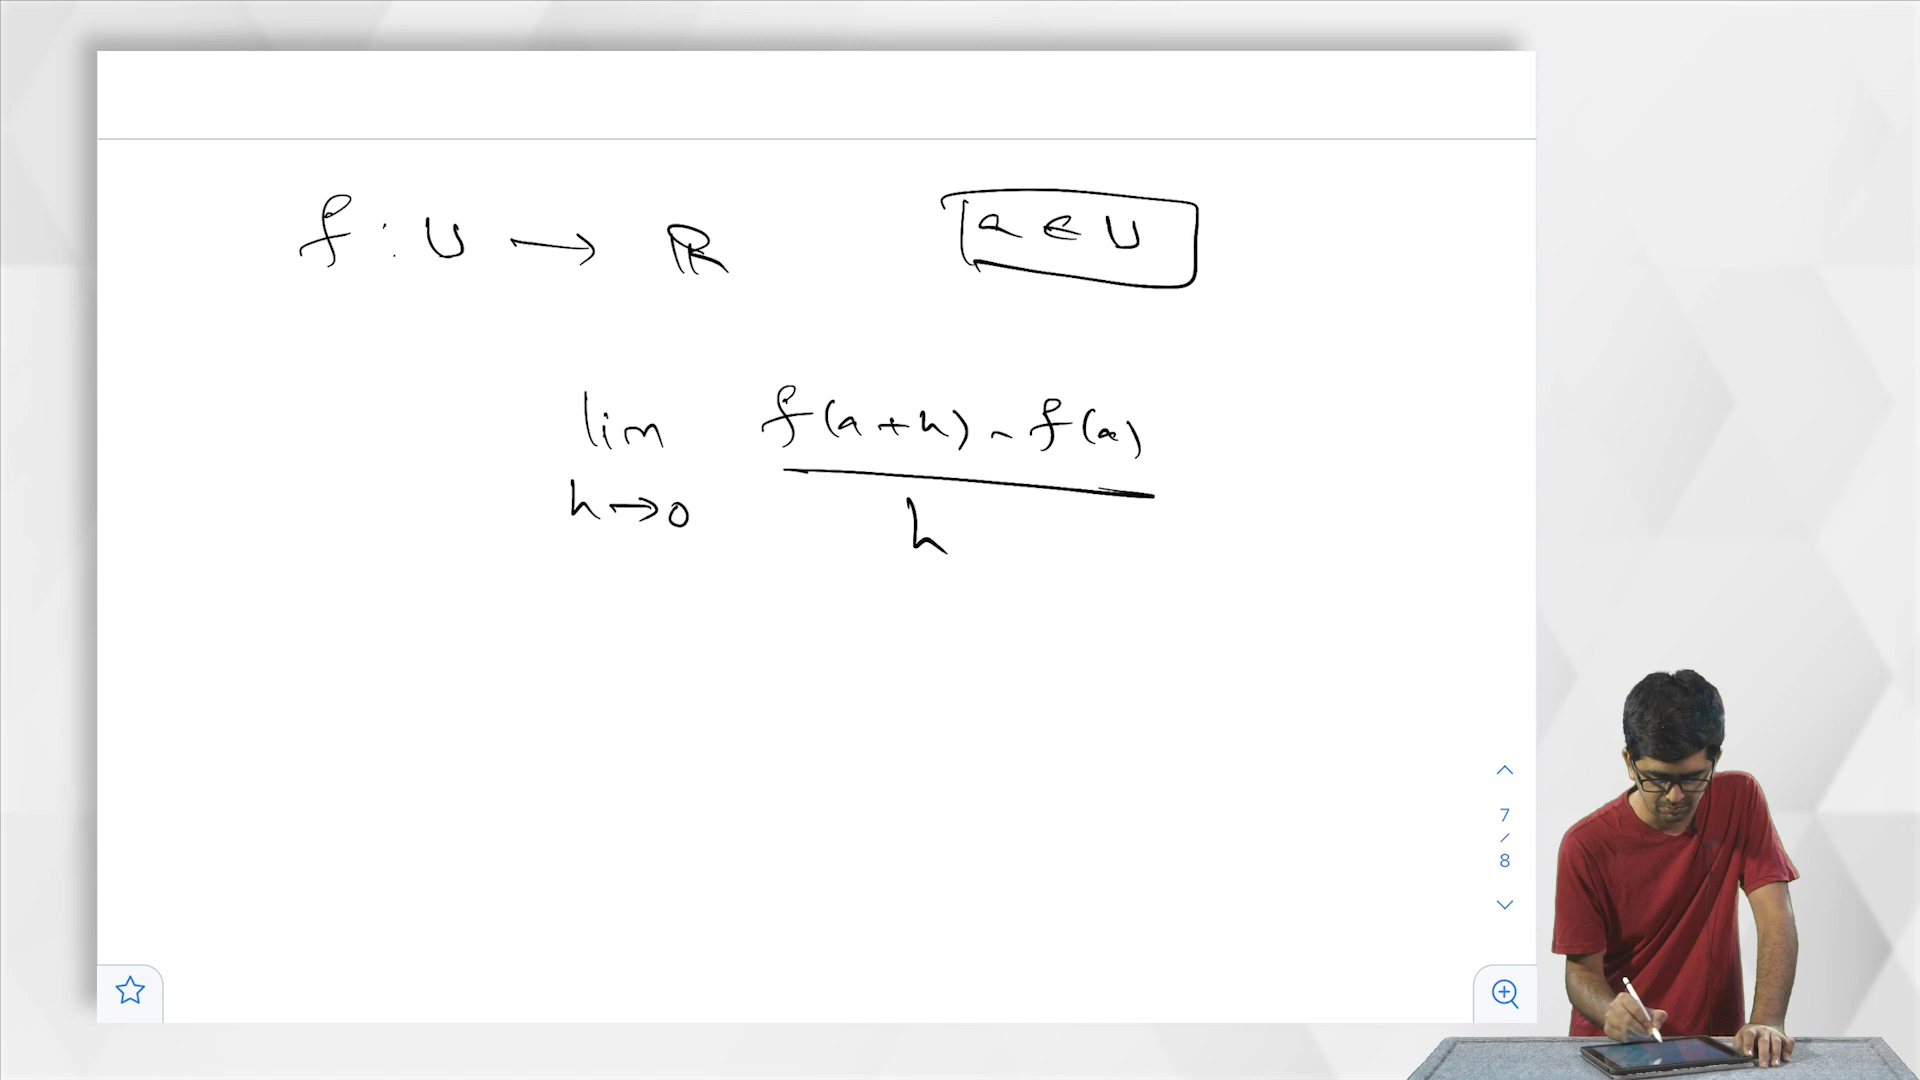 f : U → ℝ a ∈ U
lim f(a+h) - f(a)
h→0 h
7
/
8